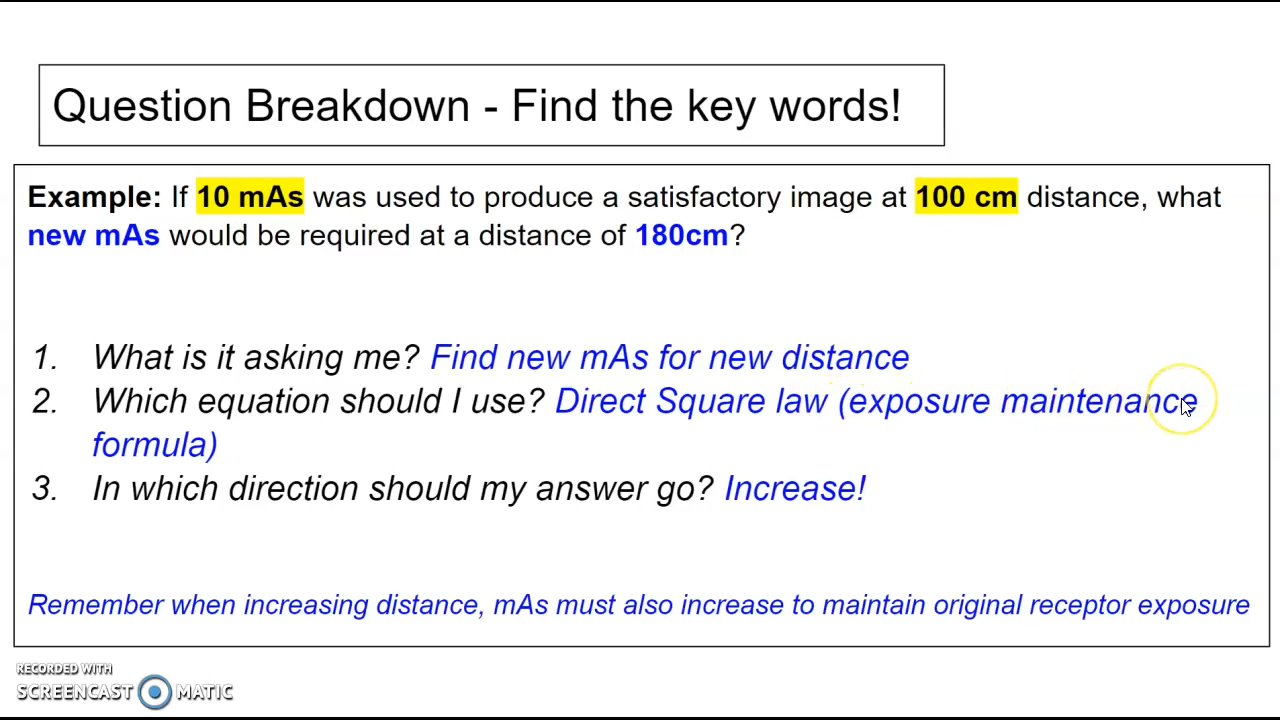 Question Breakdown - Find the key words!
Example: If 10 mAs was used to produce a satisfactory image at 100 cm distance, what
new mAs would be required at a distance of 180cm?
1. What is it asking me? Find new mAs for new distance
2. Which equation should I use? Direct Square law (exposure maintenance
formula)
3. In which direction should my answer go? Increase!
Remember when increasing distance, mAs must also increase to maintain original receptor exposure
RECORDED WITH
SCREENCAST MATIC